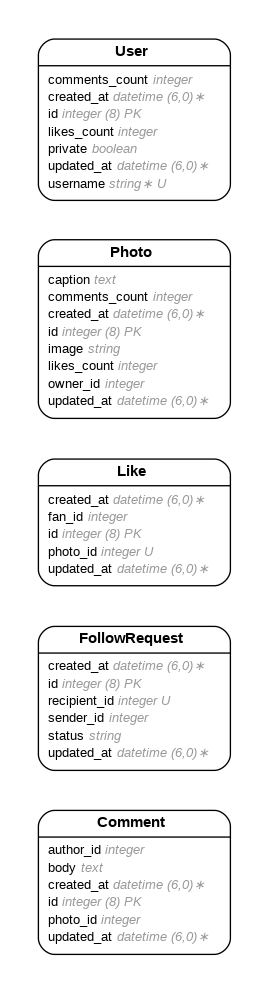 User
comments_count integer
created_at datetime (6,0)∗
id integer (8) PK
likes_count integer
private boolean
updated_at datetime (6,0)∗
username string∗ U
Photo
caption text
comments_count integer
created_at datetime (6,0)∗
id integer (8) PK
image string
likes_count integer
owner_id integer
updated_at datetime (6,0)∗
Like
created_at datetime (6,0)∗
fan_id integer
id integer (8) PK
photo_id integer U
updated_at datetime (6,0)∗
FollowRequest
created_at datetime (6,0)∗
id integer (8) PK
recipient_id integer U
sender_id integer
status string
updated_at datetime (6,0)∗
Comment
author_id integer
body text
created_at datetime (6,0)∗
id integer (8) PK
photo_id integer
updated_at datetime (6,0)∗